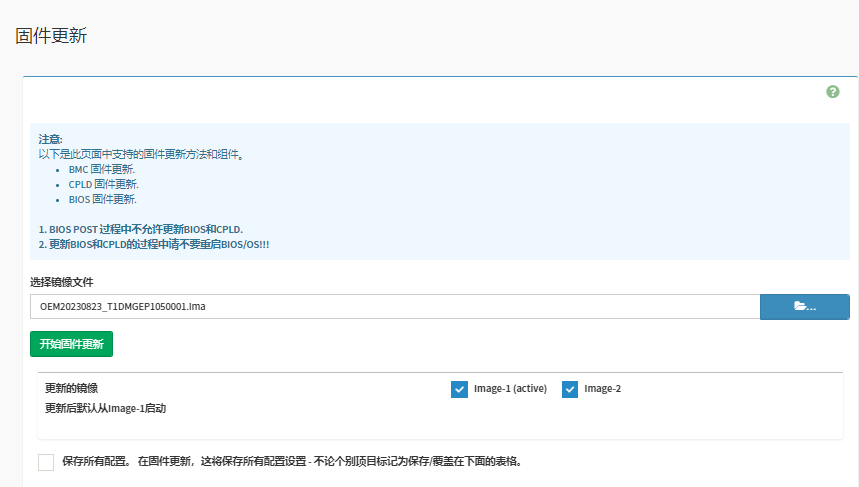 固件更新
注意:
以下是此页面中支持的固件更新方法和组件。
BMC 固件更新.
CPLD 固件更新.
BIOS 固件更新.
1. BIOS POST 过程中不允许更新BIOS和CPLD.
2. 更新BIOS和CPLD的过程中请不要重启BIOS/OS!!!
选择镜像文件
OEM20230823_T1DMGEP1050001.ima
...
开始固件更新
更新的镜像 Image-1 (active) Image-2
更新后默认从Image-1启动
保存所有配置。 在固件更新，这将保存所有配置设置 - 不论个别项目标记为保存/覆盖在下面的表格。